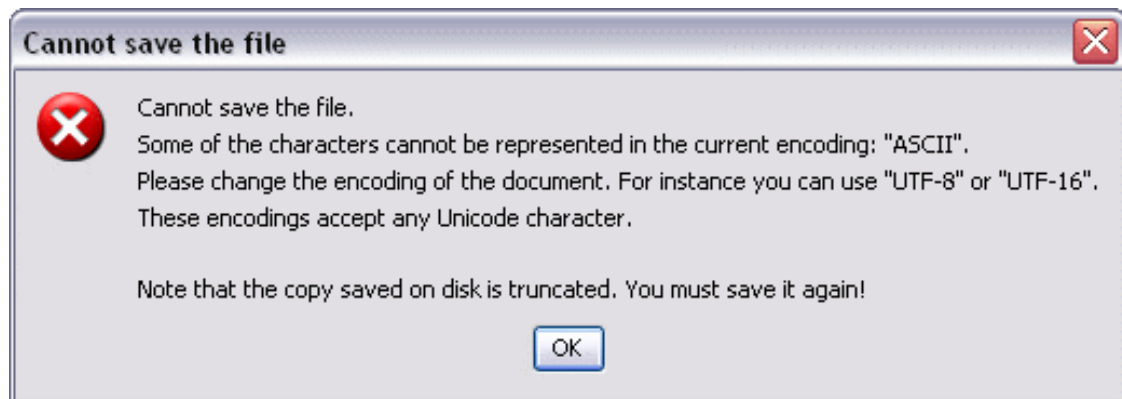 Cannot save the file
Cannot save the file.
Some of the characters cannot be represented in the current encoding: "ASCII".
Please change the encoding of the document. For instance you can use "UTF-8" or "UTF-16".
These encodings accept any Unicode character.
Note that the copy saved on disk is truncated. You must save it again!
OK